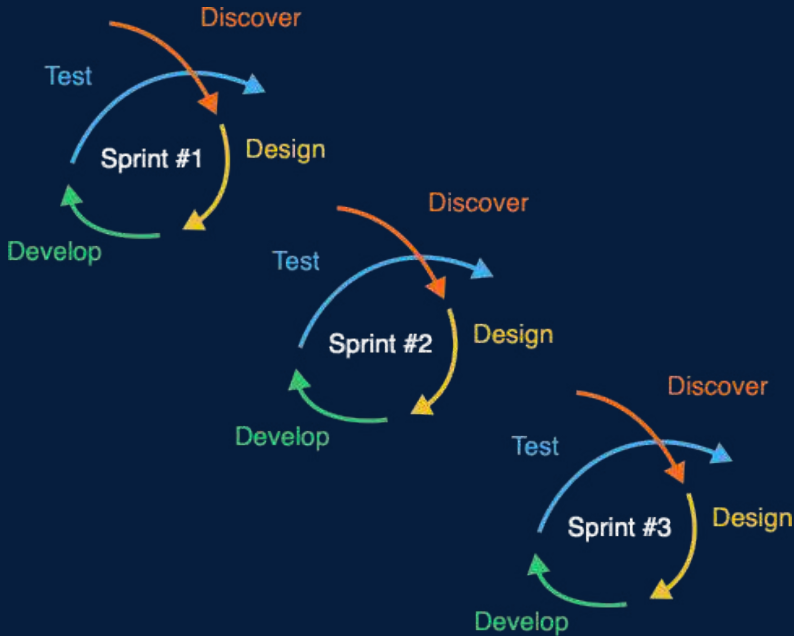 Discover
Test
Sprint #1
Design
Develop
Discover
Test
Sprint #2
Design
Develop
Discover
Test
Sprint #3
Design
Develop